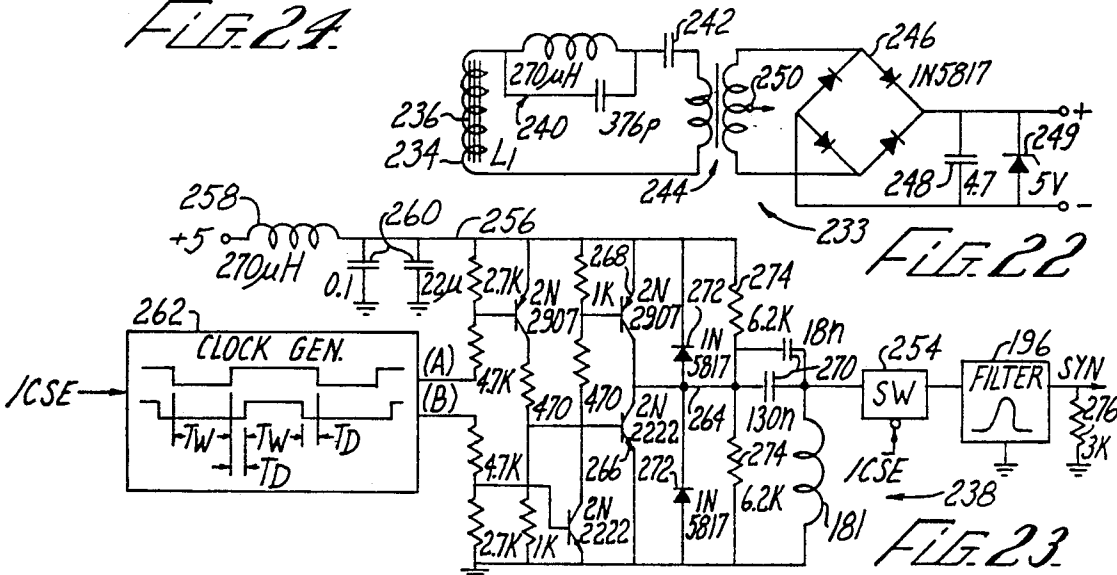 FIG. 24
242
246
1N5817
250
270µH
376p
236
240
234
L1
244
+
249
248
4.7
5V
-
233
FIG. 22
258
260
256
+5
270µH
0.1
22µ
2.7K
2N
2907
268
1K
2N
2907
272
1N
5817
274
6.2K
18n
270
130n
262
CLOCK GEN.
/CSE
(A)
(B)
TW
TW
TD
TD
4.7K
470
470
2N
2222
264
266
254
SW
/CSE
196
FILTER
SYN
276
3K
4.7K
2.7K
1K
2N
2222
272
1N
5817
274
6.2K
181
238
FIG. 23